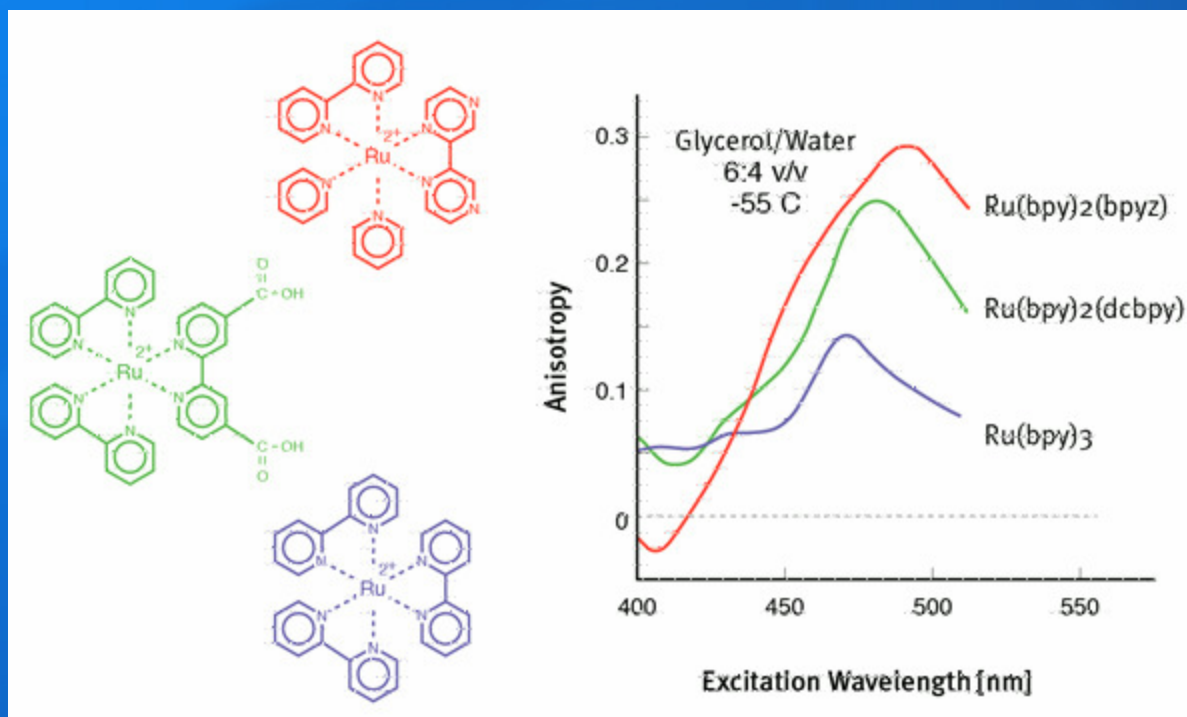 N
N
N
N
2+
Ru
N
N
N
N
O
C
OH
N
N
N
2+
Ru
N
N
N
C
OH
O
N
N
N
2+
Ru
N
N
N
Glycerol/Water
6:4 v/v
-55 C
Ru(bpy)2(bpyz)
Ru(bpy)2(dcbpy)
Ru(bpy)3
Anisotropy
0.3
0.2
0.1
0
400
450
500
550
Excitation Wavelength [nm]